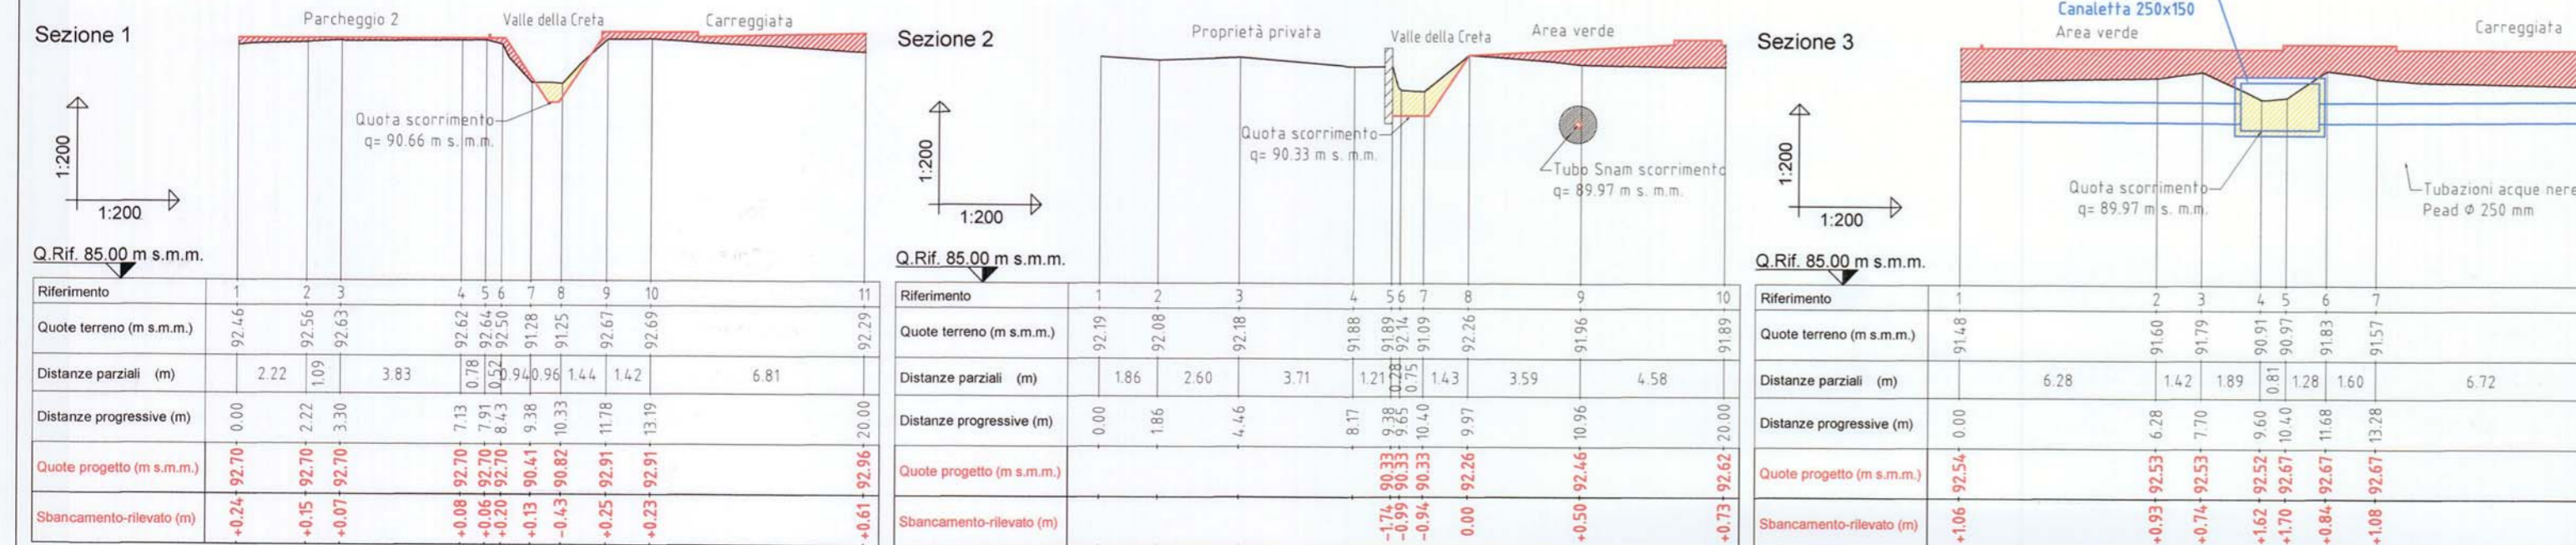 Sezione 1
Parcheggio 2
Valle della Creta
Carreggiata
Quota scorrimento
q= 90.66 m s. m.m.
1:200
1:200
Q.Rif. 85.00 m s.m.m.
Riferimento 1 2 3 4 5 6 7 8 9 10 11
Quote terreno (m s.m.m.) 92.46 92.56 92.63 92.62 92.64 92.50 91.28 91.25 92.67 92.69 92.29
Distanze parziali (m) 2.22 1.09 3.83 0.78 0.52 0.94 0.96 1.44 1.42 6.81
Distanze progressive (m) 0.00 2.22 3.30 7.13 7.91 8.43 9.38 10.33 11.78 13.19 20.00
Quote progetto (m s.m.m.) 92.70 92.70 92.70 92.70 92.70 92.70 90.41 90.82 92.91 92.91 92.96
Sbancamento-rilevato (m) +0.24 +0.15 +0.07 +0.08 +0.06 +0.20 +0.13 -0.43 +0.25 +0.23 +0.61
Sezione 2
Proprietà privata
Valle della Creta
Area verde
Quota scorrimento
q= 90.33 m s. m.m.
Tubo Snam scorrimento
q= 89.97 m s. m.m.
1:200
1:200
Q.Rif. 85.00 m s.m.m.
Riferimento 1 2 3 4 5 6 7 8 9 10
Quote terreno (m s.m.m.) 92.19 92.08 92.18 91.88 91.89 92.14 91.09 92.26 91.96 91.89
Distanze parziali (m) 1.86 2.60 3.71 1.21 0.28 0.75 1.43 3.59 4.58
Distanze progressive (m) 0.00 1.86 4.46 8.17 9.38 9.65 10.40 9.97 10.96 20.00
Quote progetto (m s.m.m.) 90.33 90.33 90.33 92.26 92.46 92.62
Sbancamento-rilevato (m) -1.74 -0.99 -0.94 0.00 +0.50 +0.73
Sezione 3
Canaletta 250x150
Area verde
Carreggiata
Quota scorrimento
q= 89.97 m s. m.m.
Tubazioni acque nere
Pead Φ 250 mm
1:200
1:200
Q.Rif. 85.00 m s.m.m.
Riferimento 1 2 3 4 5 6 7
Quote terreno (m s.m.m.) 91.48 91.60 91.79 90.91 90.97 91.83 91.57
Distanze parziali (m) 6.28 1.42 1.89 0.81 1.28 1.60 6.72
Distanze progressive (m) 0.00 6.28 7.70 9.60 10.40 11.68 13.28
Quote progetto (m s.m.m.) 92.54 92.53 92.53 92.52 92.67 92.67 92.67
Sbancamento-rilevato (m) +1.06 +0.93 +0.74 +1.62 +1.70 +0.84 +1.08